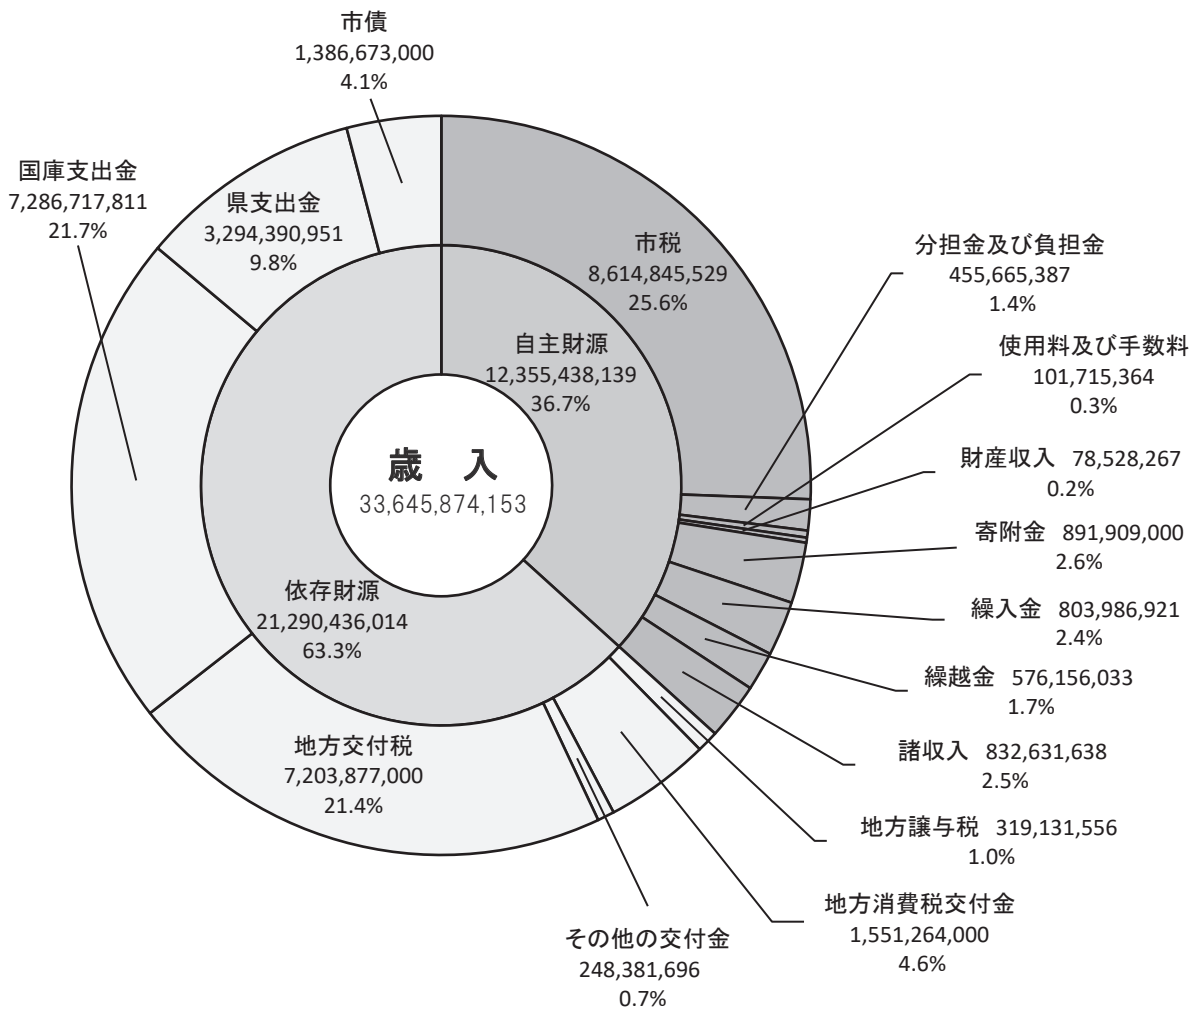 市債
1,386,673,000
4.1%
国庫支出金
7,286,717,811
21.7%
県支出金
3,294,390,951
9.8%
市税
8,614,845,529
25.6%
分担金及び負担金
455,665,387
1.4%
使用料及び手数料
101,715,364
0.3%
自主財源
12,355,438,139
36.7%
歳 入
33,645,874,153
財産収入 78,528,267
0.2%
寄附金 891,909,000
2.6%
依存財源
21,290,436,014
63.3%
繰入金 803,986,921
2.4%
繰越金 576,156,033
1.7%
地方交付税
7,203,877,000
21.4%
諸収入 832,631,638
2.5%
地方譲与税 319,131,556
1.0%
地方消費税交付金
1,551,264,000
4.6%
その他の交付金
248,381,696
0.7%